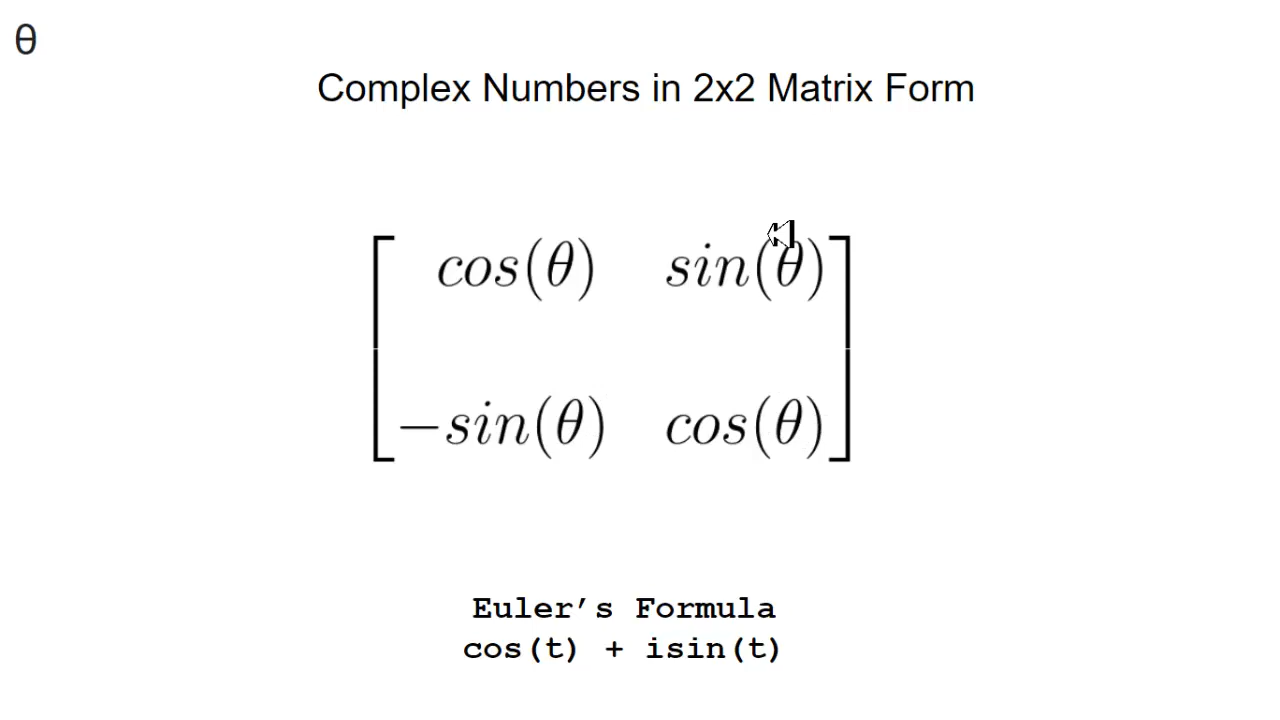 θ
Complex Numbers in 2x2 Matrix Form
cos(θ) sin(θ)
−sin(θ) cos(θ)
Euler’s Formula
cos(t) + isin(t)